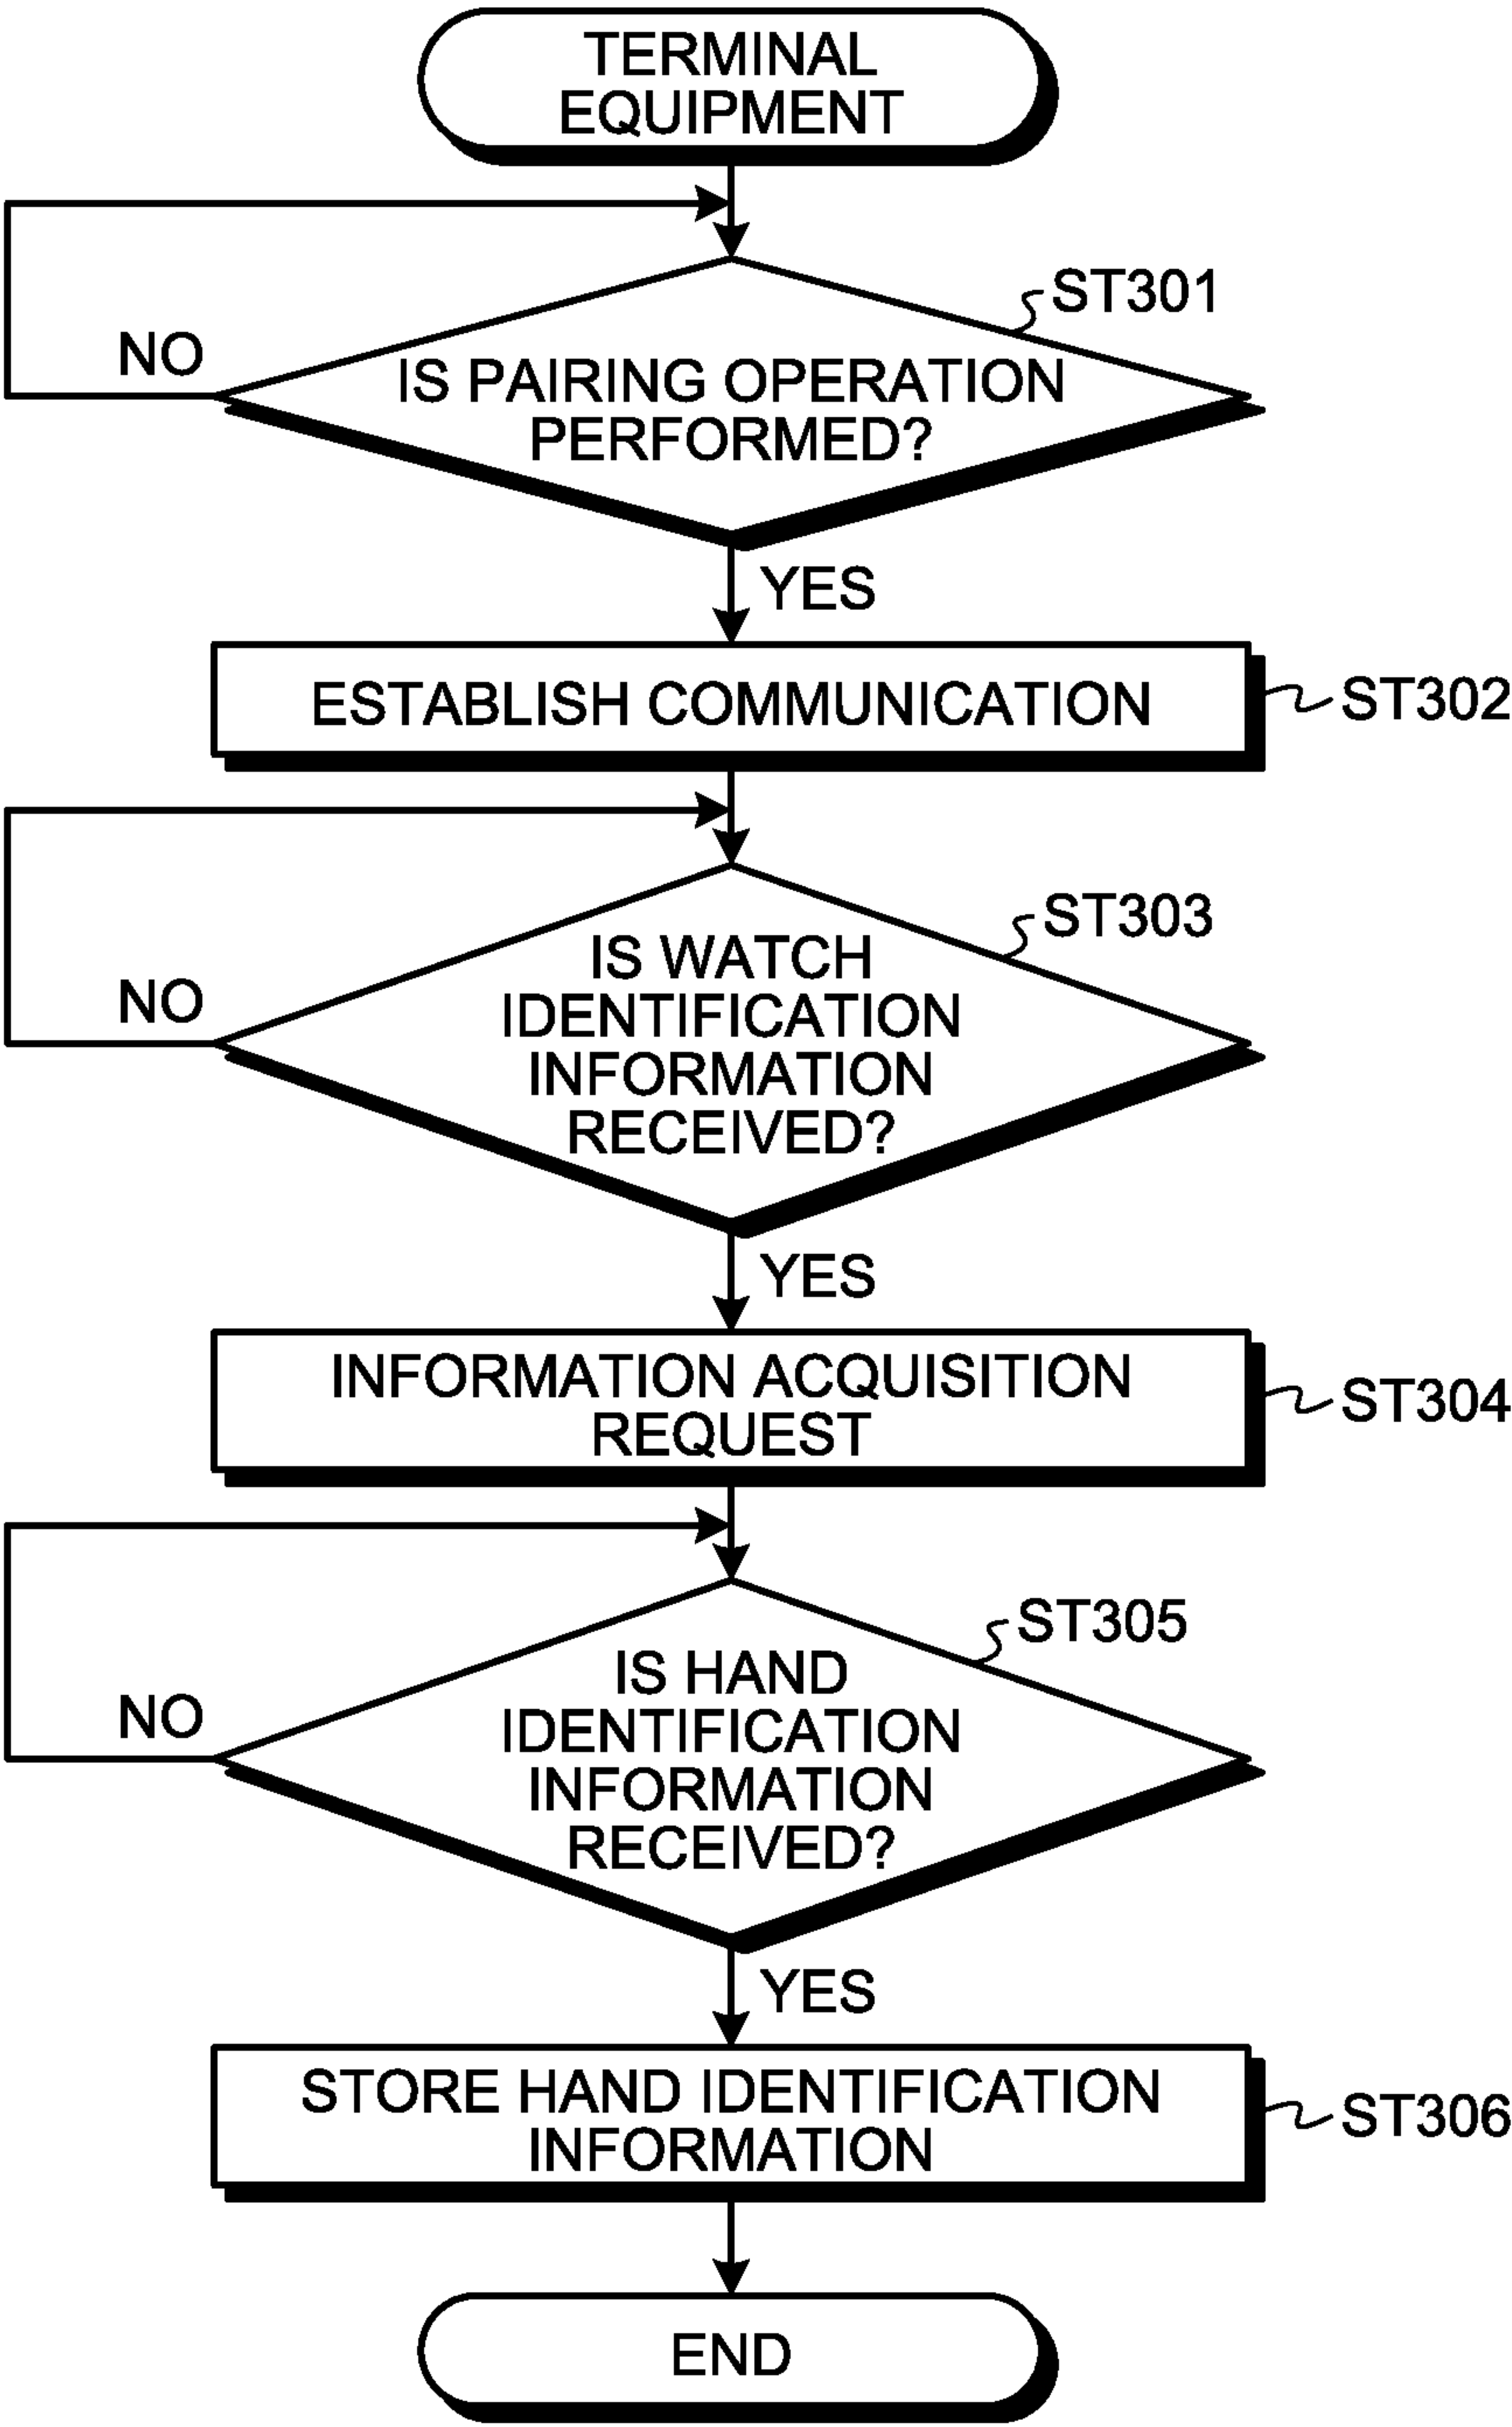 TERMINAL
EQUIPMENT
ST301
NO
IS PAIRING OPERATION
PERFORMED?
YES
ESTABLISH COMMUNICATION
ST302
ST303
NO
IS WATCH
IDENTIFICATION
INFORMATION
RECEIVED?
YES
INFORMATION ACQUISITION
REQUEST
ST304
ST305
NO
IS HAND
IDENTIFICATION
INFORMATION
RECEIVED?
YES
STORE HAND IDENTIFICATION
INFORMATION
ST306
END